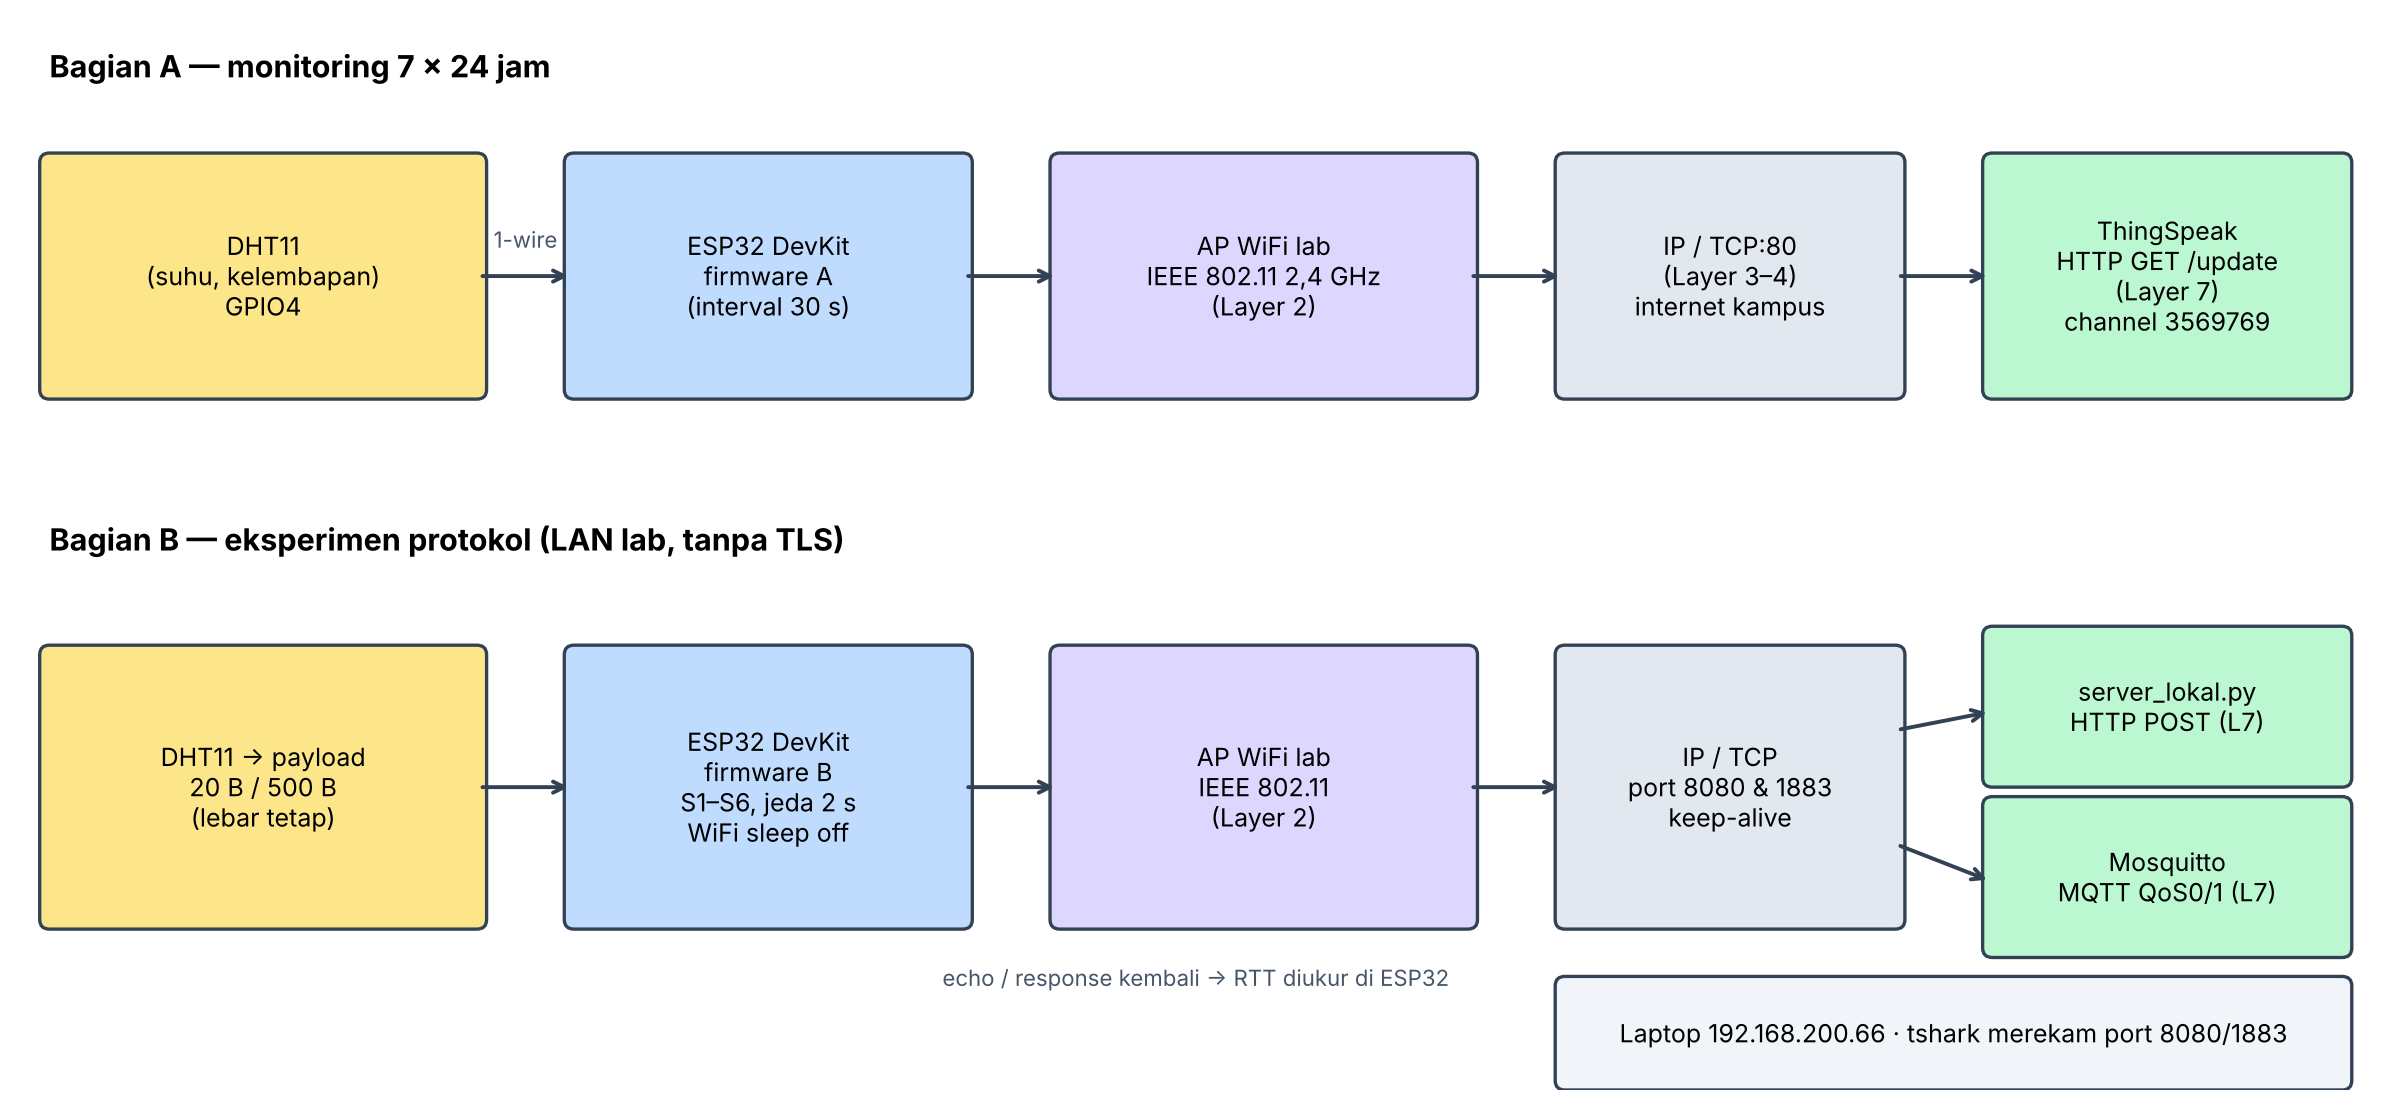 Bagian A — monitoring 7 × 24 jam
DHT11
(suhu, kelembapan)
GPIO4
1-wire
ESP32 DevKit
firmware A
(interval 30 s)
AP WiFi lab
IEEE 802.11 2,4 GHz
(Layer 2)
IP / TCP:80
(Layer 3–4)
internet kampus
ThingSpeak
HTTP GET /update
(Layer 7)
channel 3569769
Bagian B — eksperimen protokol (LAN lab, tanpa TLS)
DHT11 → payload
20 B / 500 B
(lebar tetap)
ESP32 DevKit
firmware B
S1–S6, jeda 2 s
WiFi sleep off
AP WiFi lab
IEEE 802.11
(Layer 2)
IP / TCP
port 8080 & 1883
keep-alive
server_lokal.py
HTTP POST (L7)
Mosquitto
MQTT QoS0/1 (L7)
echo / response kembali → RTT diukur di ESP32
Laptop 192.168.200.66 · tshark merekam port 8080/1883